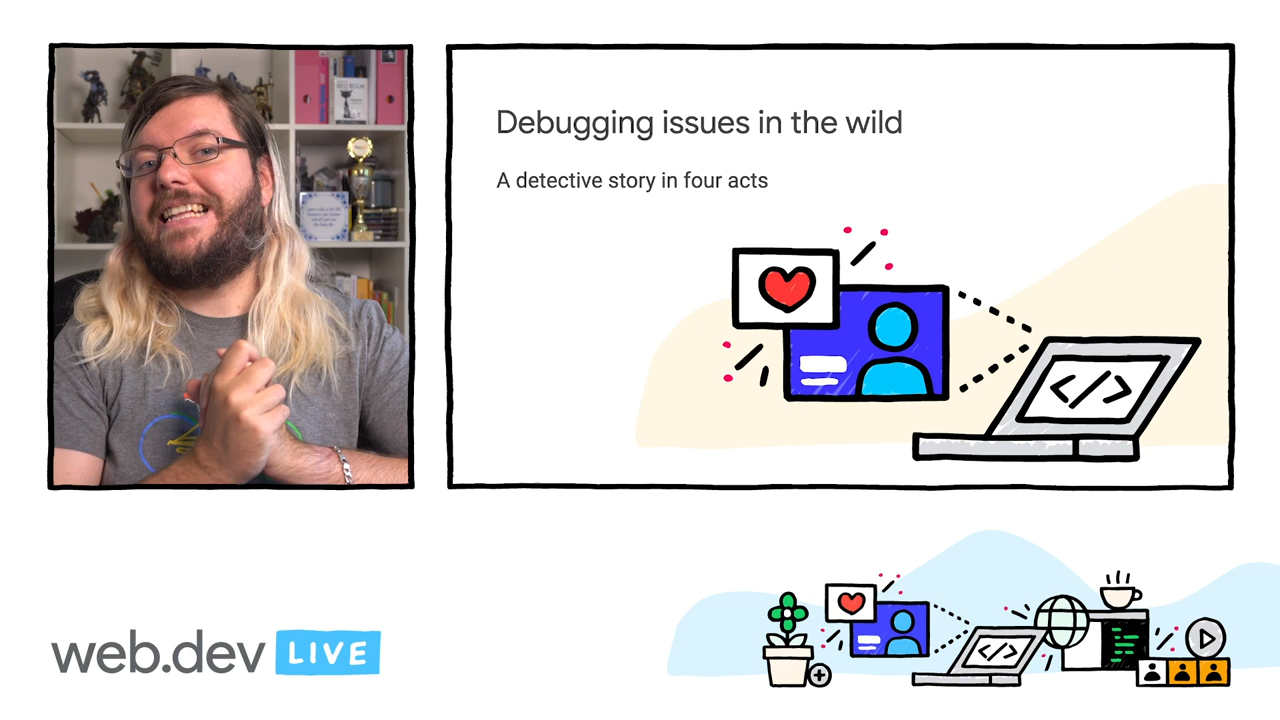 Debugging issues in the wild
A detective story in four acts
</>
web.dev LIVE
</>